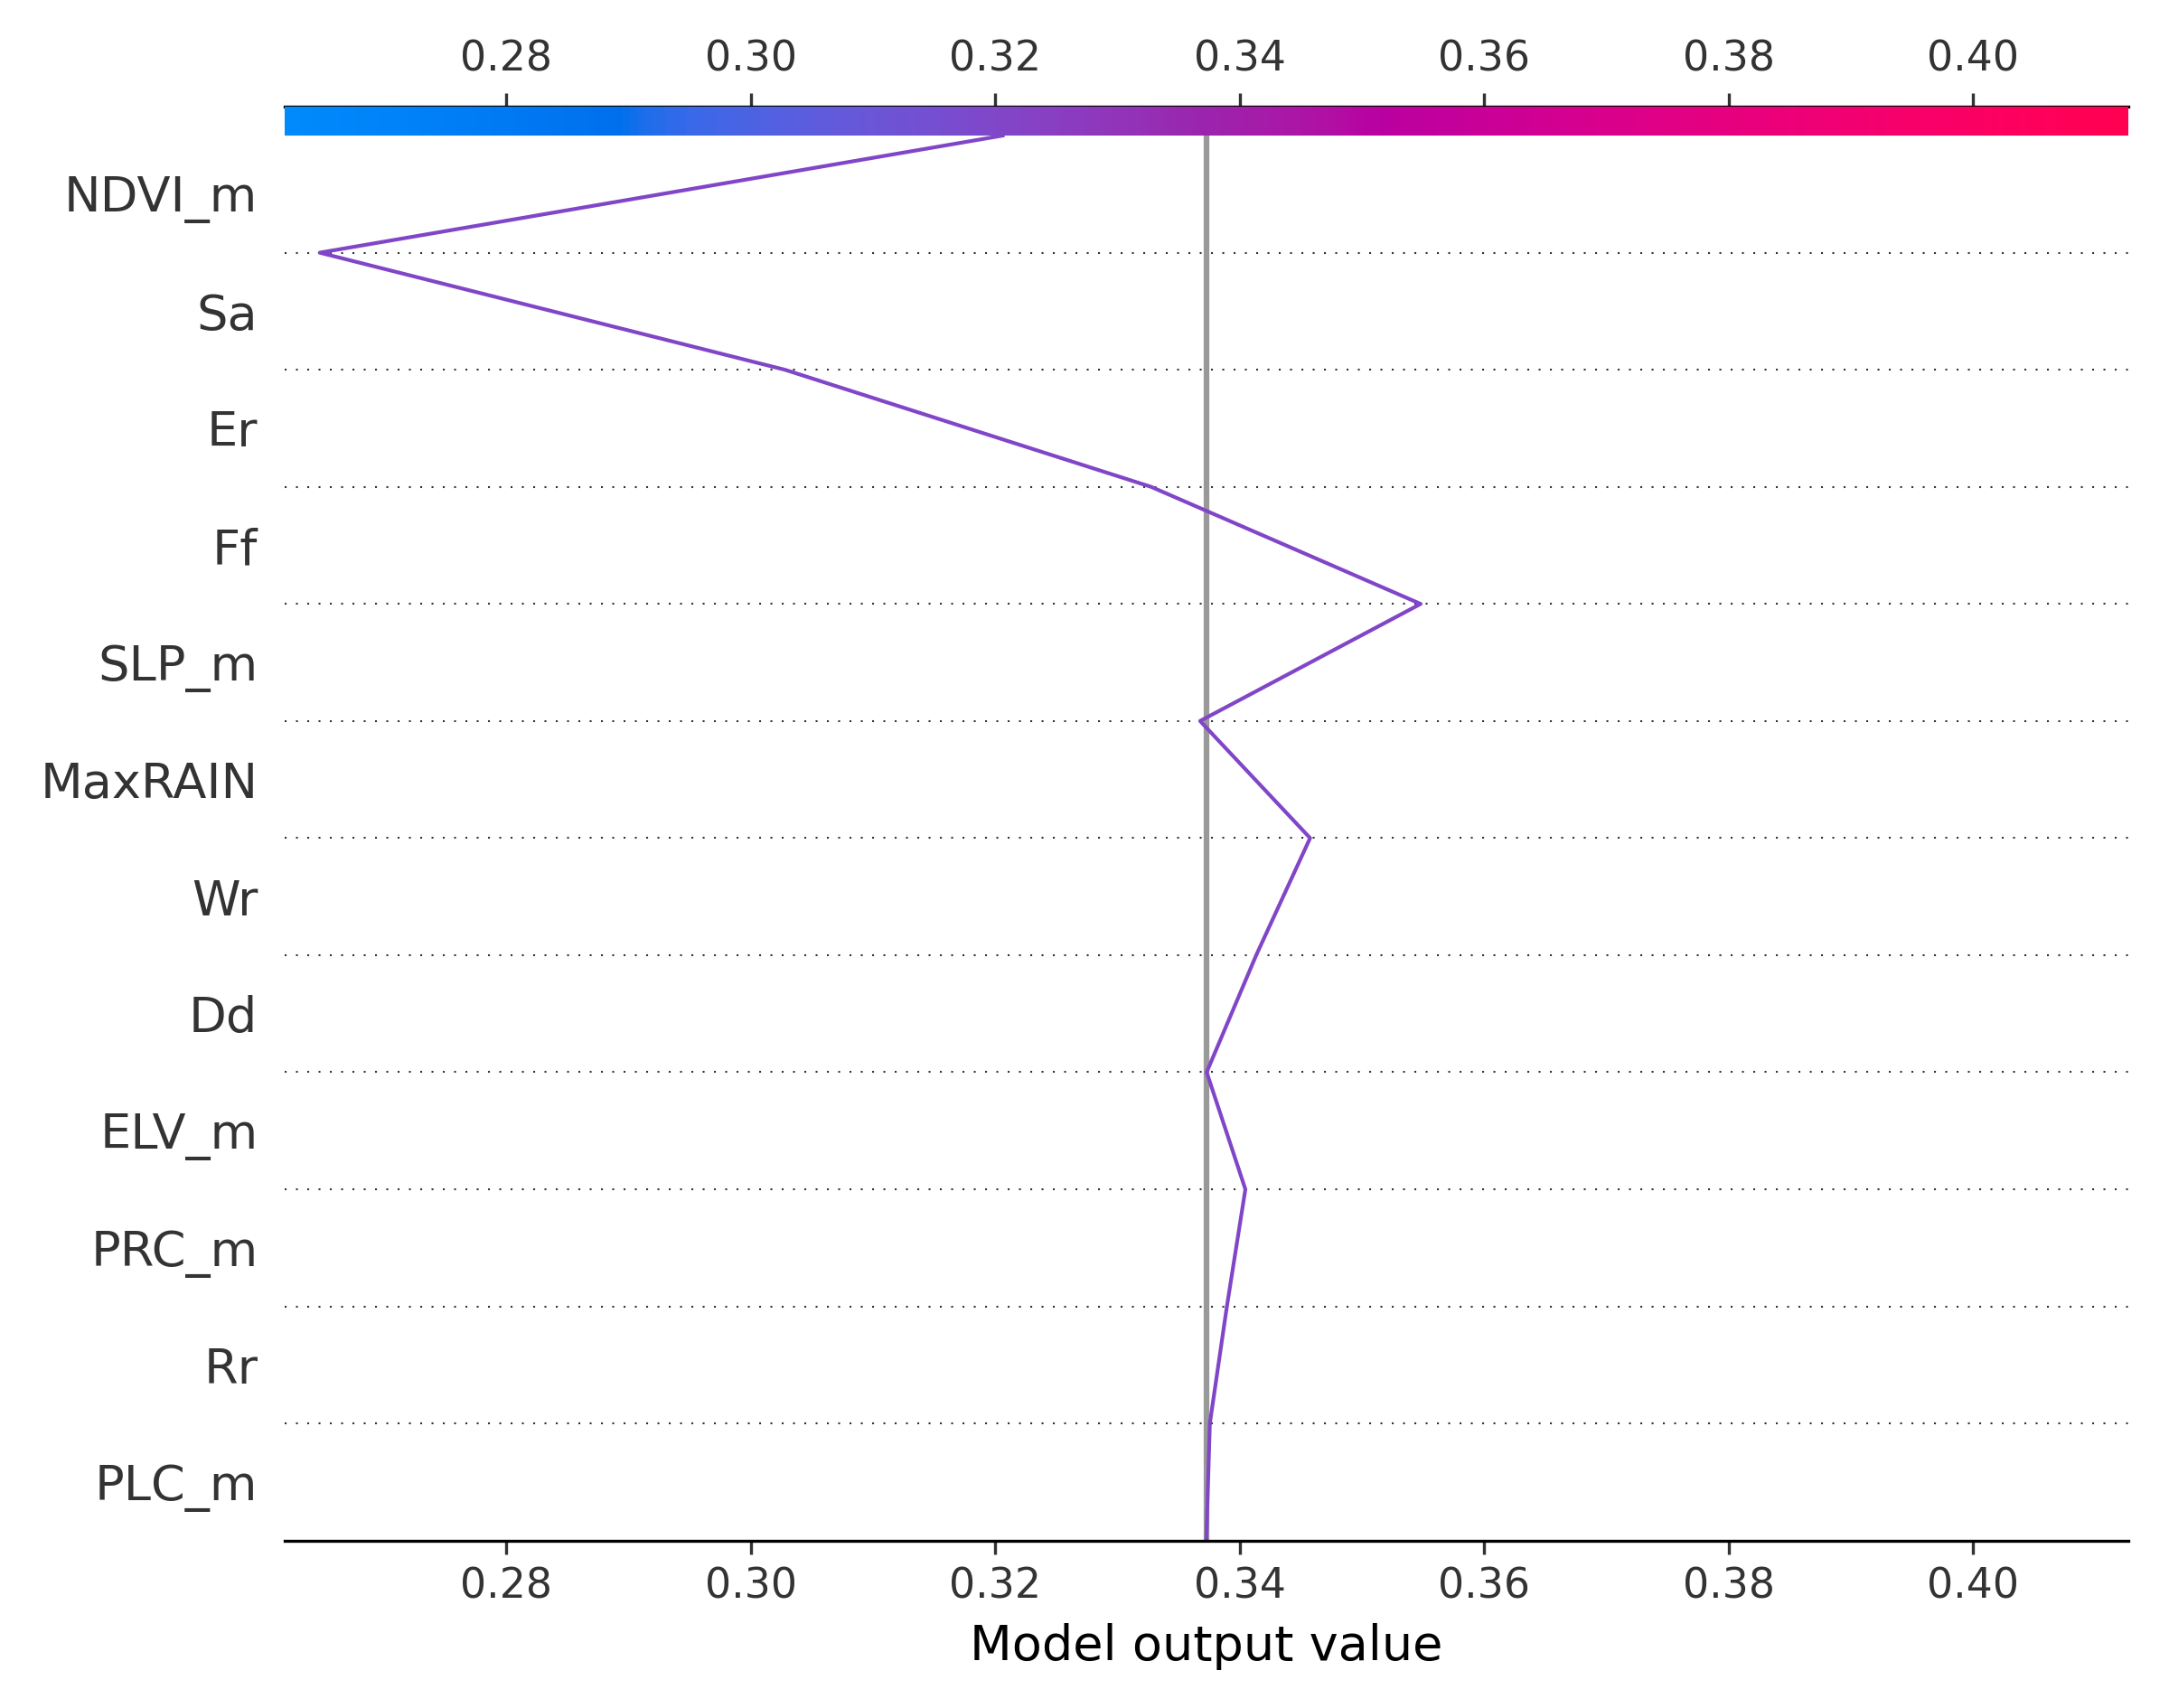 0.28 0.30 0.32 0.34 0.36 0.38 0.40
NDVI_m
Sa
Er
Ff
SLP_m
MaxRAIN
Wr
Dd
ELV_m
PRC_m
Rr
PLC_m
0.28 0.30 0.32 0.34 0.36 0.38 0.40
Model output value